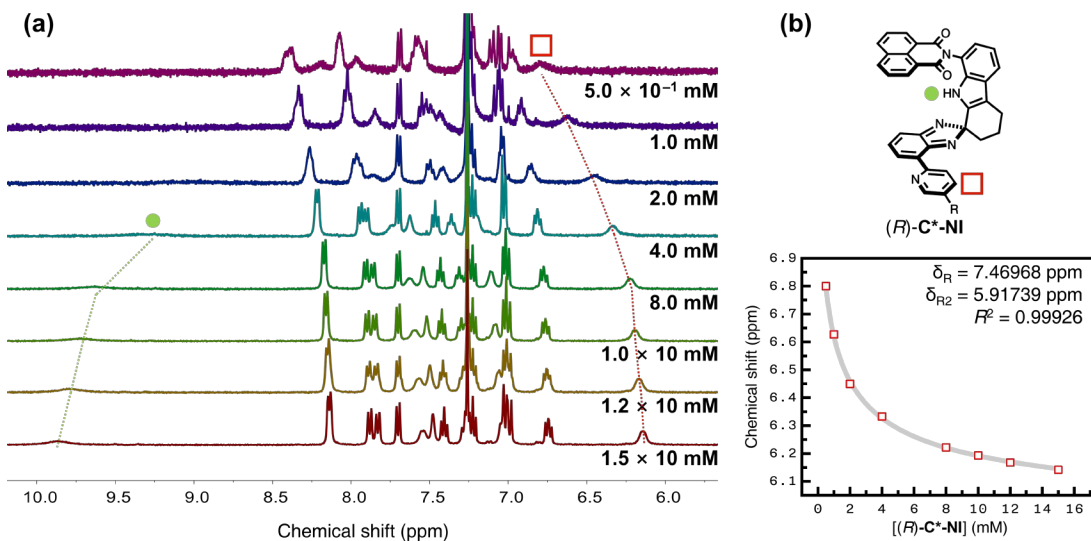 (a)
5.0 × 10⁻¹ mM
1.0 mM
2.0 mM
4.0 mM
8.0 mM
1.0 × 10 mM
1.2 × 10 mM
1.5 × 10 mM
10.0 9.5 9.0 8.5 8.0 7.5 7.0 6.5 6.0
Chemical shift (ppm)
(b)
O
N
O
HN
N
N
N
R
(R)-C*-NI
δR = 7.46968 ppm
δR2 = 5.91739 ppm
R² = 0.99926
Chemical shift (ppm)
6.9
6.8
6.7
6.6
6.5
6.4
6.3
6.2
6.1
0 2 4 6 8 10 12 14 16
[(R)-C*-NI] (mM)